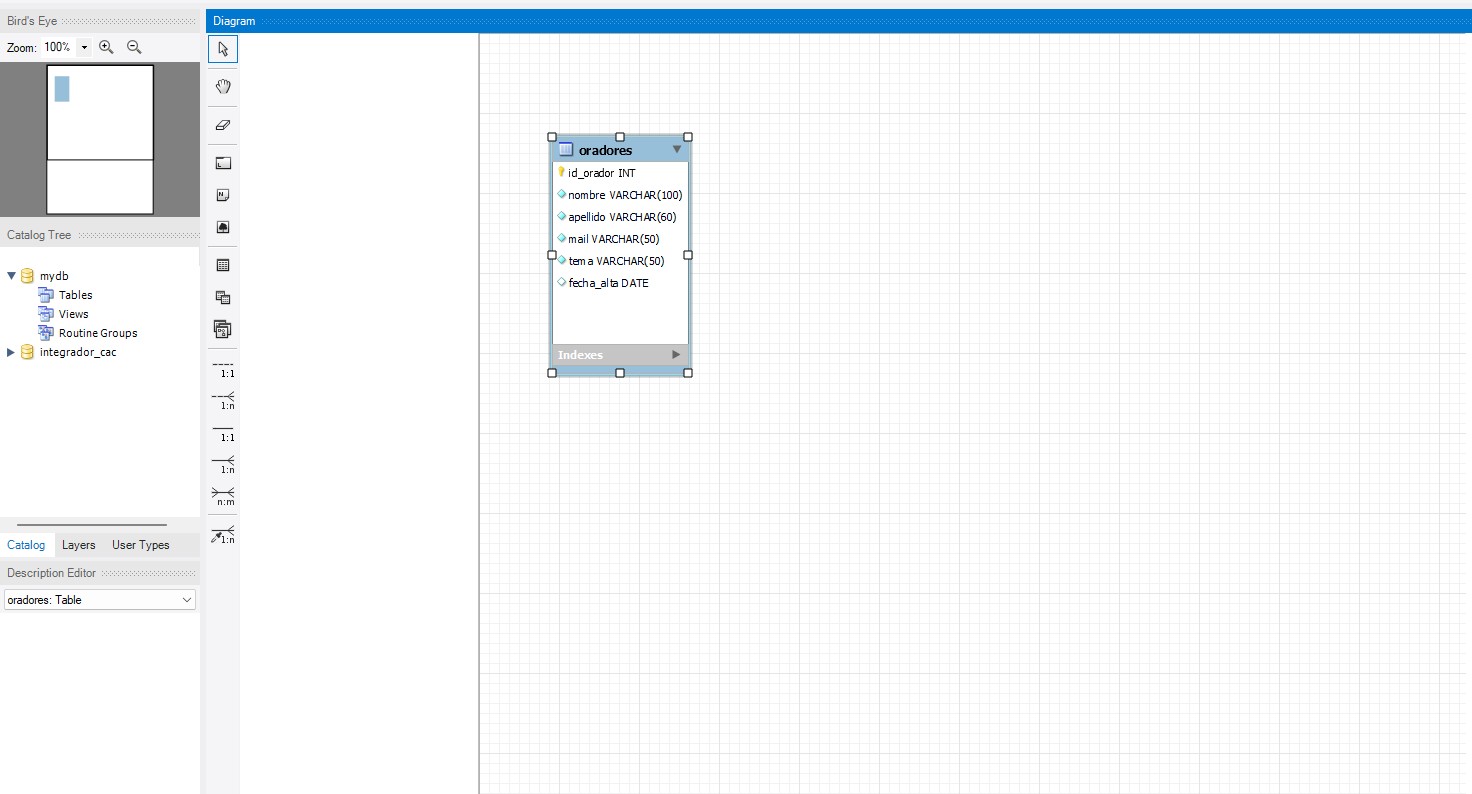 Bird's Eye
Zoom: 100%
Catalog Tree
mydb
Tables
Views
Routine Groups
integrador_cac
Catalog Layers User Types
Description Editor
oradores: Table
Diagram
1:1
1:n
1:1
1:n
n:m
1:n
oradores
id_orador INT
nombre VARCHAR(100)
apellido VARCHAR(60)
mail VARCHAR(50)
tema VARCHAR(50)
fecha_alta DATE
Indexes